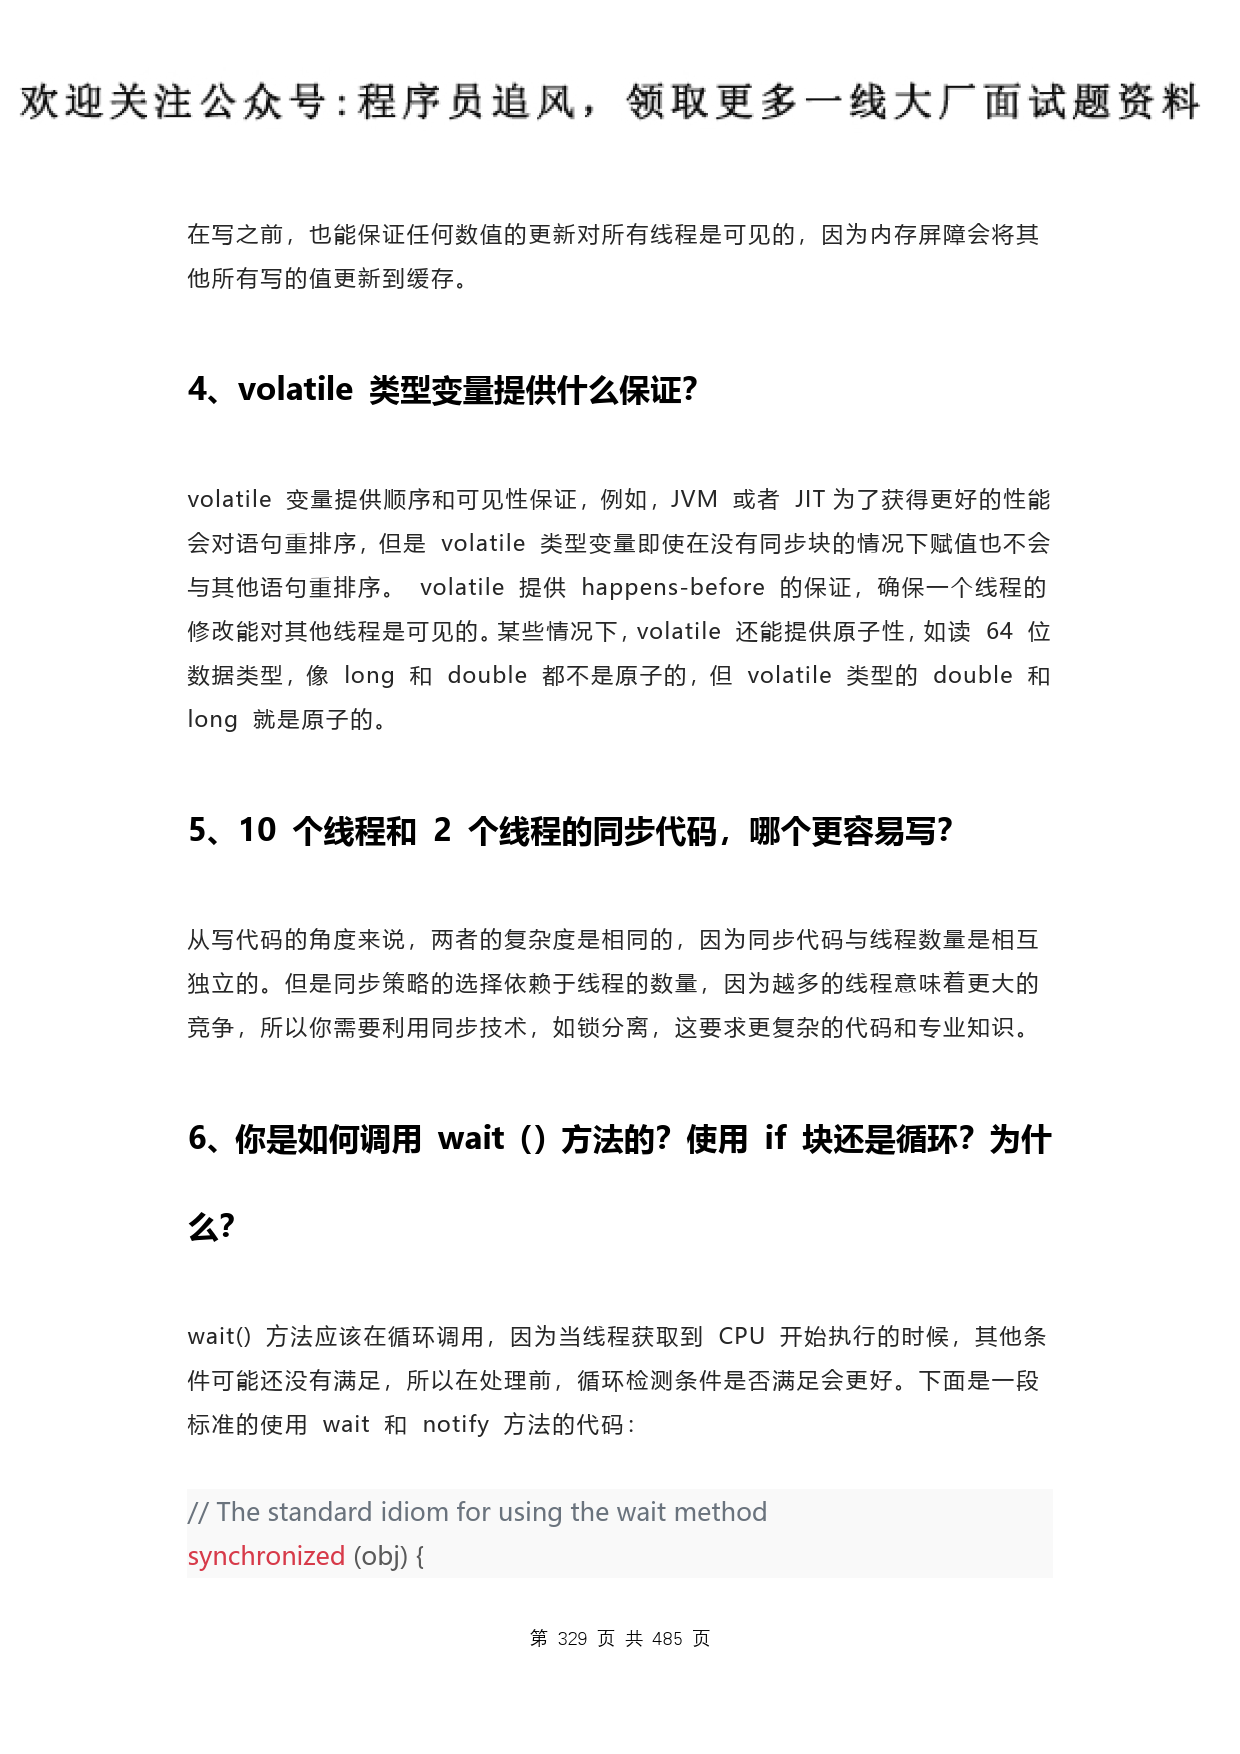 欢迎关注公众号:程序员追风，领取更多一线大厂面试题资料
在写之前，也能保证任何数值的更新对所有线程是可见的，因为内存屏障会将其
他所有写的值更新到缓存。
4、volatile 类型变量提供什么保证？
volatile 变量提供顺序和可见性保证，例如，JVM 或者 JIT为了获得更好的性能
会对语句重排序，但是 volatile 类型变量即使在没有同步块的情况下赋值也不会
与其他语句重排序。 volatile 提供 happens-before 的保证，确保一个线程的
修改能对其他线程是可见的。某些情况下，volatile 还能提供原子性，如读 64 位
数据类型，像 long 和 double 都不是原子的，但 volatile 类型的 double 和
long 就是原子的。
5、10 个线程和 2 个线程的同步代码，哪个更容易写？
从写代码的角度来说，两者的复杂度是相同的，因为同步代码与线程数量是相互
独立的。但是同步策略的选择依赖于线程的数量，因为越多的线程意味着更大的
竞争，所以你需要利用同步技术，如锁分离，这要求更复杂的代码和专业知识。
6、你是如何调用 wait（）方法的？使用 if 块还是循环？为什
么？
wait() 方法应该在循环调用，因为当线程获取到 CPU 开始执行的时候，其他条
件可能还没有满足，所以在处理前，循环检测条件是否满足会更好。下面是一段
标准的使用 wait 和 notify 方法的代码：
// The standard idiom for using the wait method
synchronized (obj) {
第 329 页 共 485 页